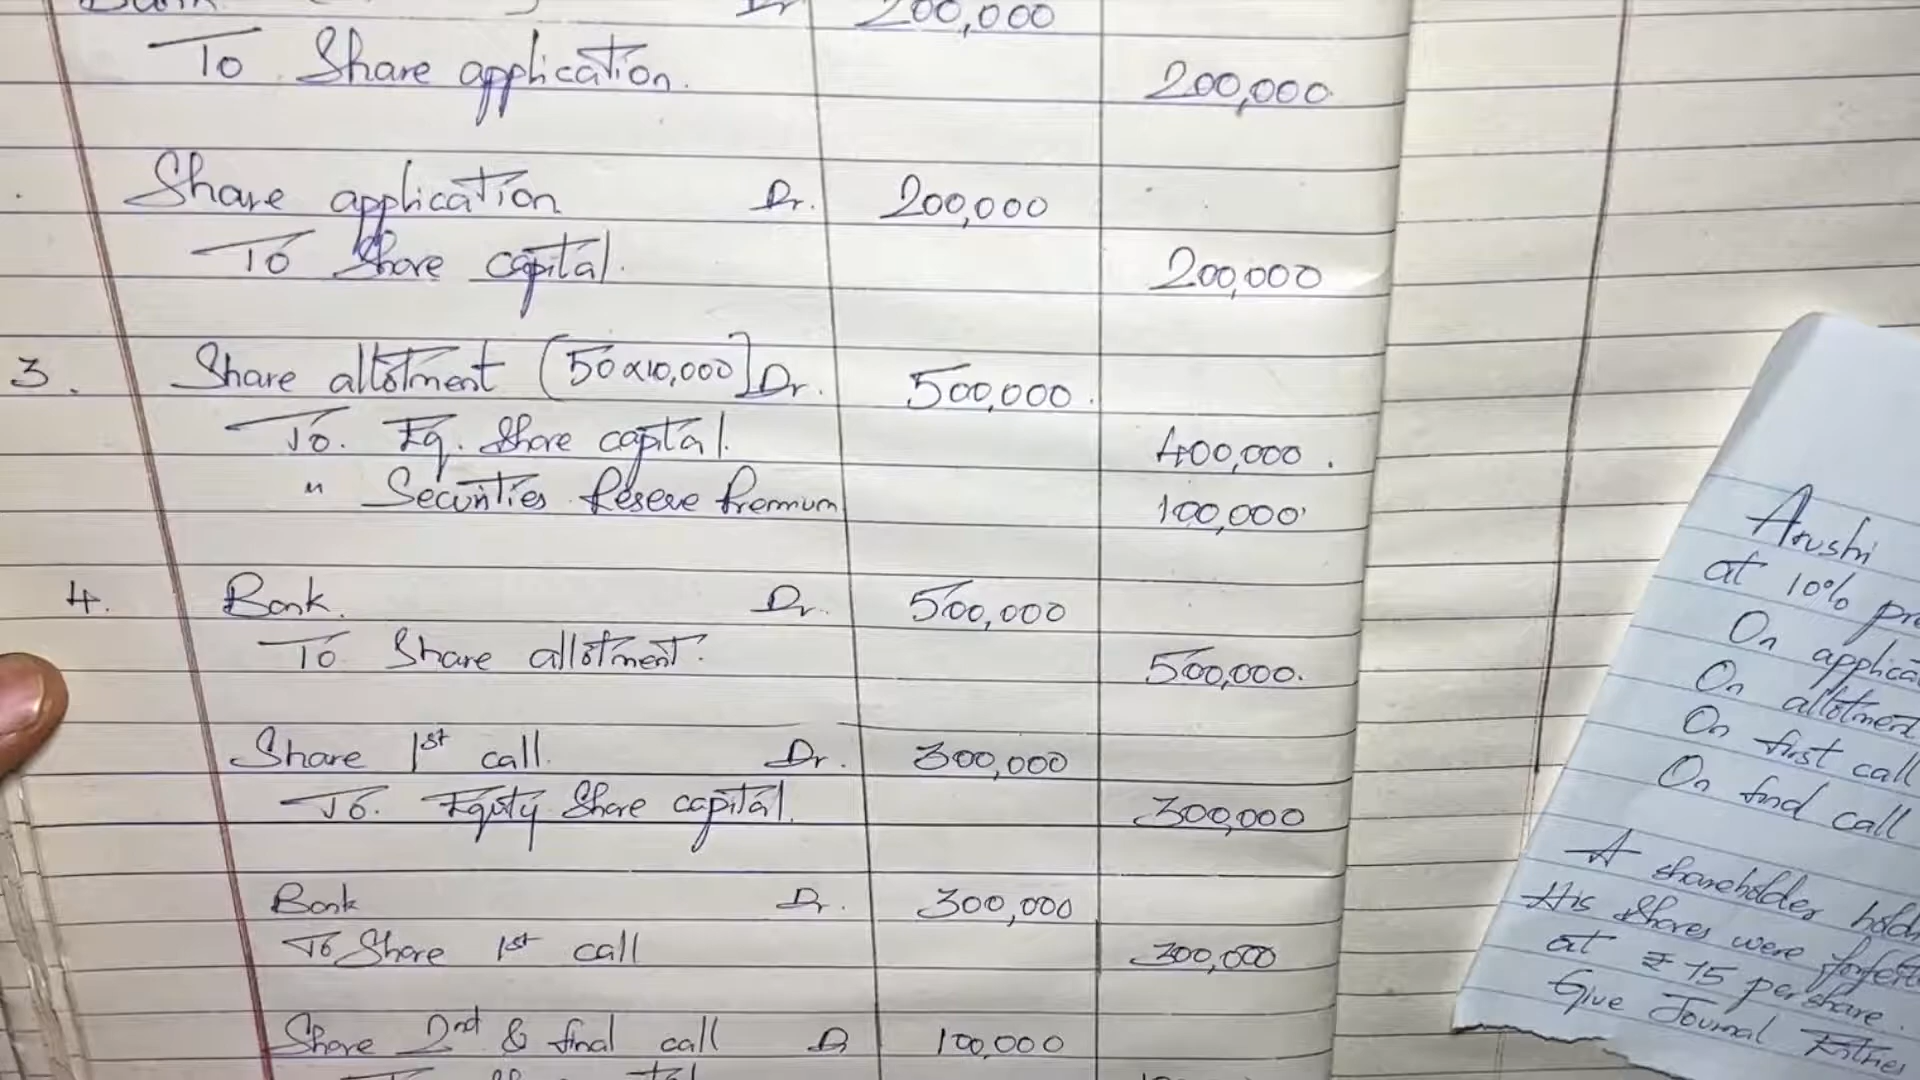 Bank Dr 200,000
To Share application. 200,000
Share application Dr. 200,000
To Share capital. 200,000
3. Share allotment (50x10,000] Dr. 500,000.
To. Eq. Share capital. 400,000.
" Securities Reseve Premium 100,000
4. Bank. Dr. 500,000
To Share allotment. 500,000.
Share 1st call. Dr. 300,000
To. Equity Share capital. 300,000
Bank Dr. 300,000
To Share 1st call 300,000
Share 2nd & final call D 100,000
Arushi
at 10%
On
On allotment
On first call
On final call
A shareholder
His shares were
at ₹ 15 per share.
Give Journal Entries